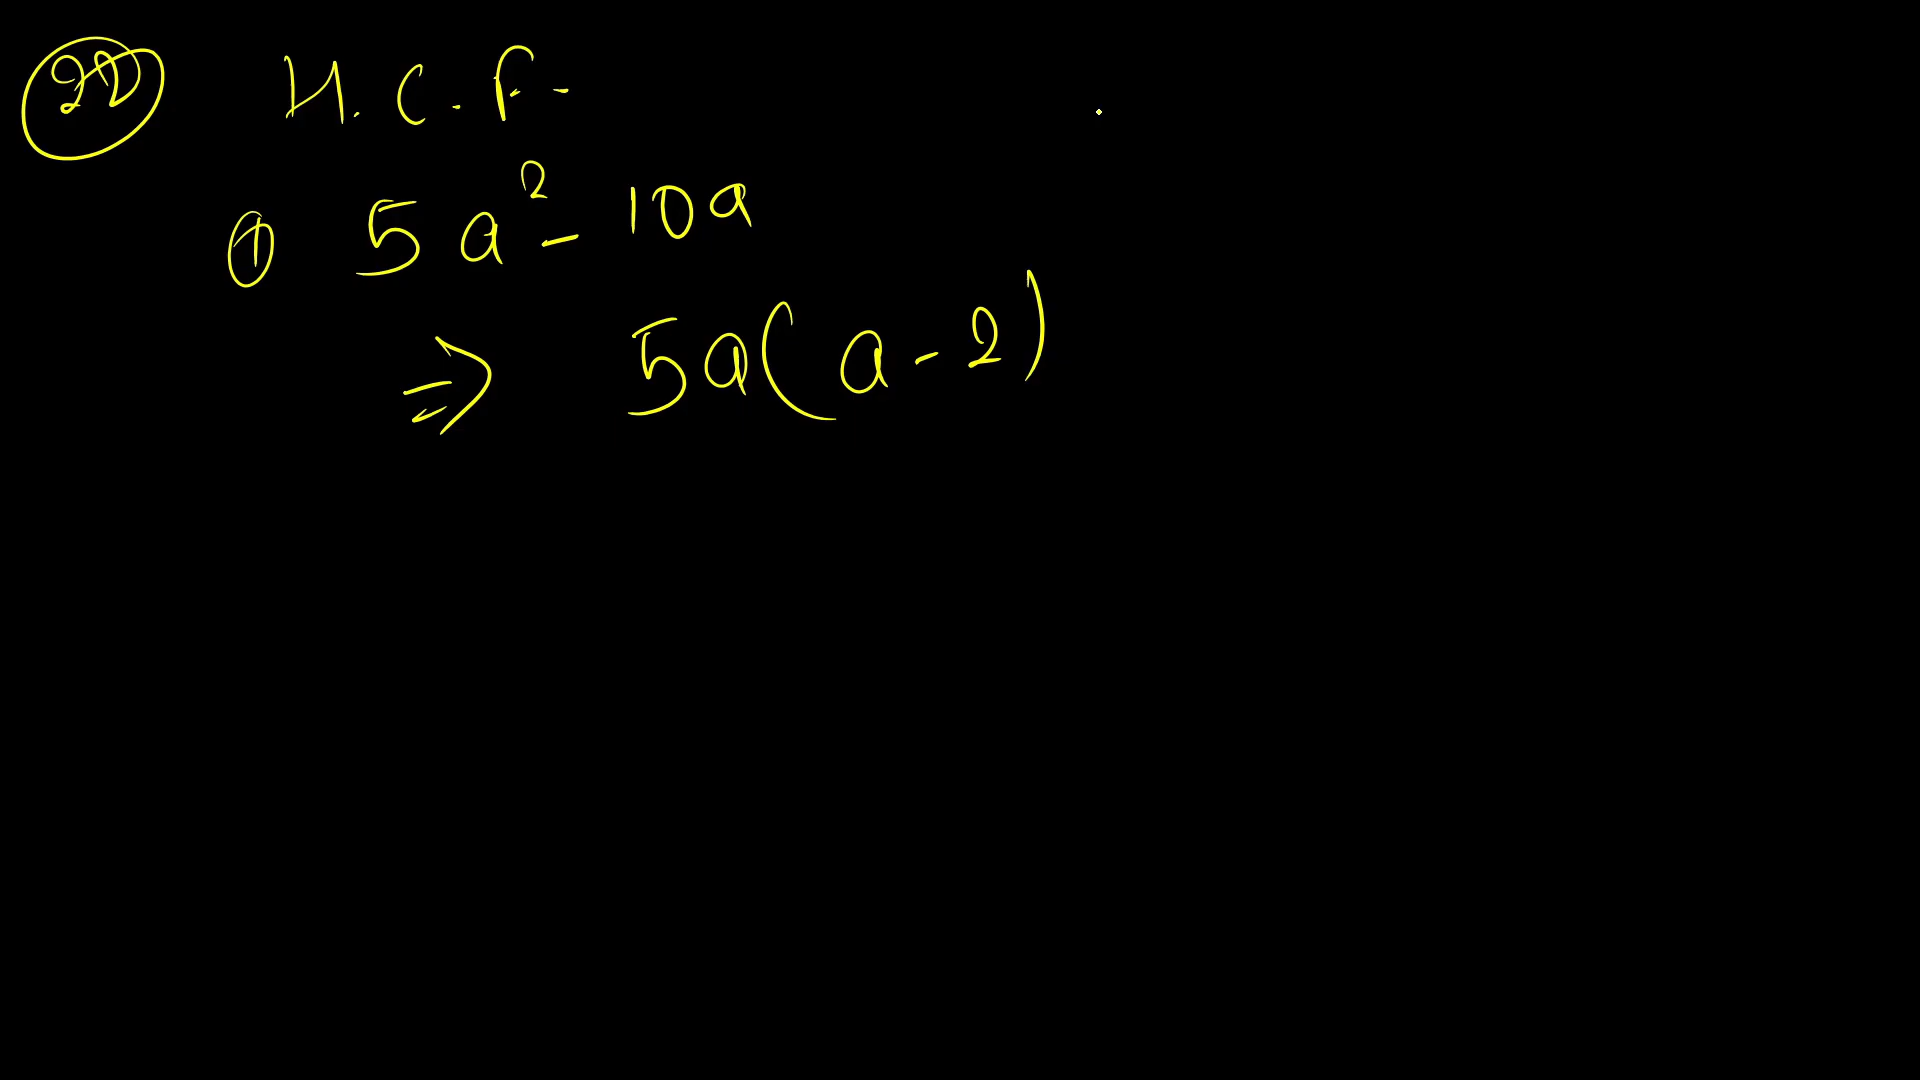 H.C.F.
① 5a² - 10a
⇒ 5a(a - 2)